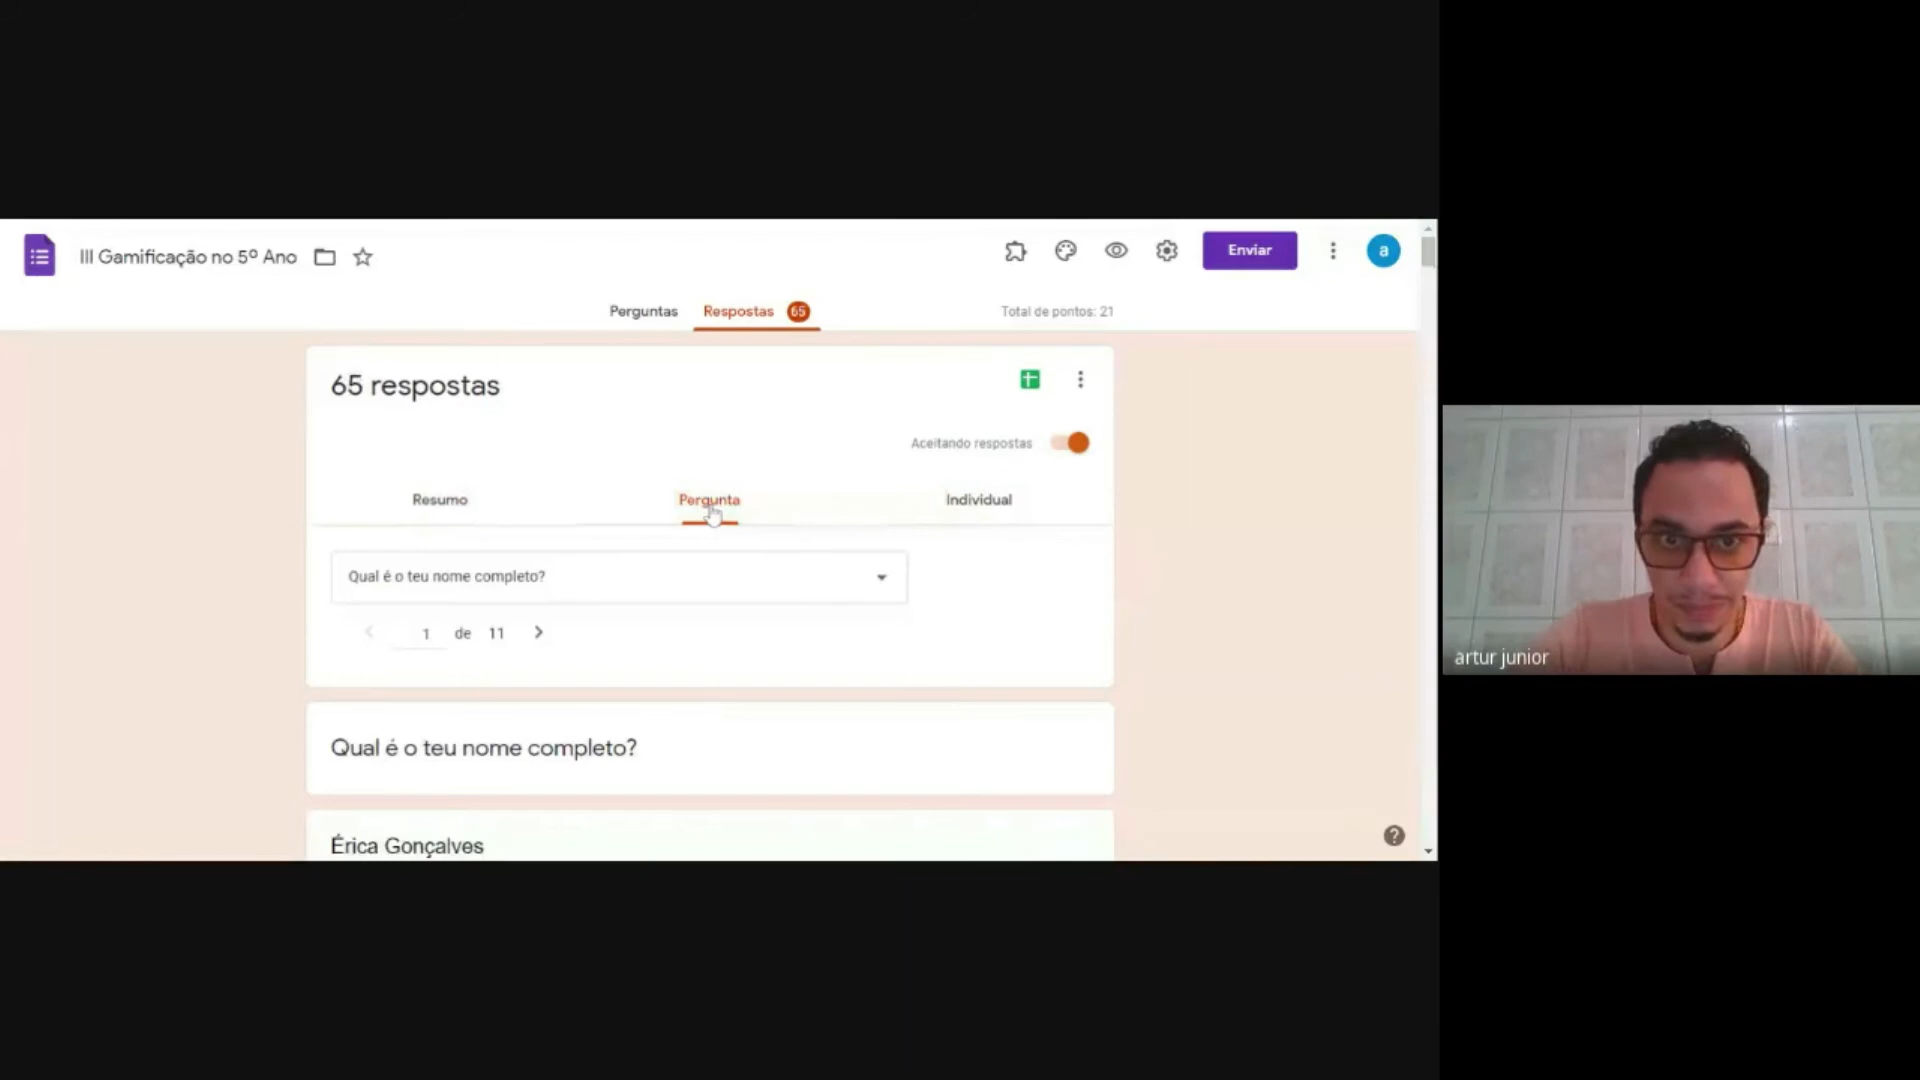 III Gamificação no 5º Ano
Enviar
a
Perguntas
Respostas 65
Total de pontos: 21
65 respostas
Aceitando respostas
Resumo
Pergunta
Individual
Qual é o teu nome completo?
1 de 11
Qual é o teu nome completo?
Érica Gonçalves
artur junior